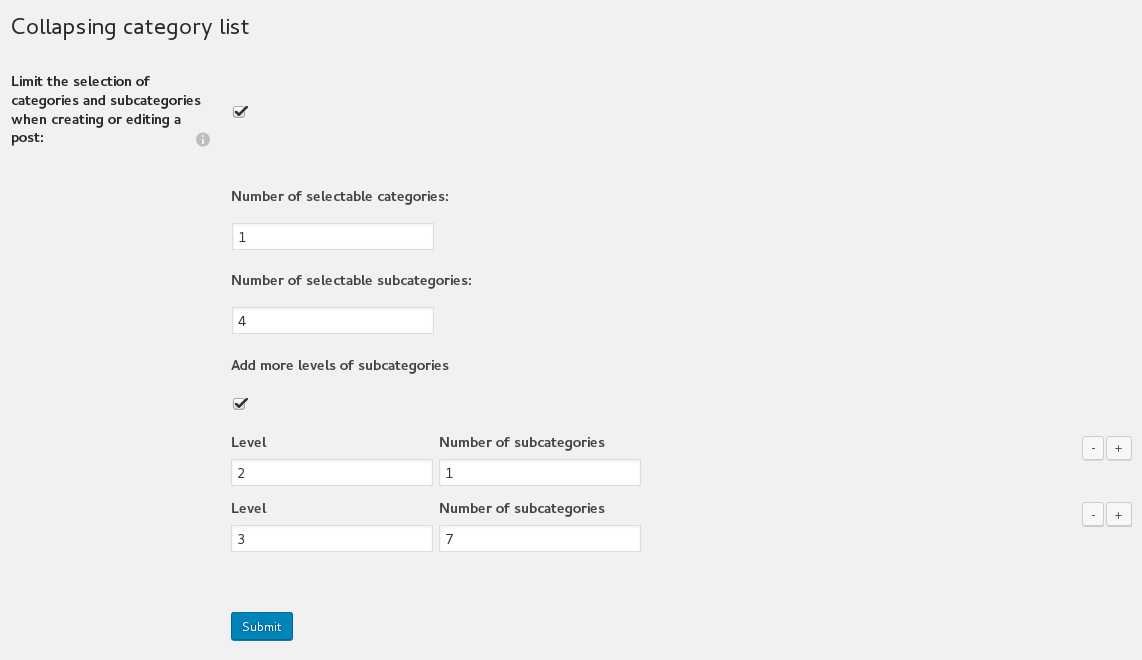 Collapsing category list
Limit the selection of
categories and subcategories
when creating or editing a
post:
Number of selectable categories:
1
Number of selectable subcategories:
4
Add more levels of subcategories
Level Number of subcategories - +
2 1
Level Number of subcategories - +
3 7
Submit